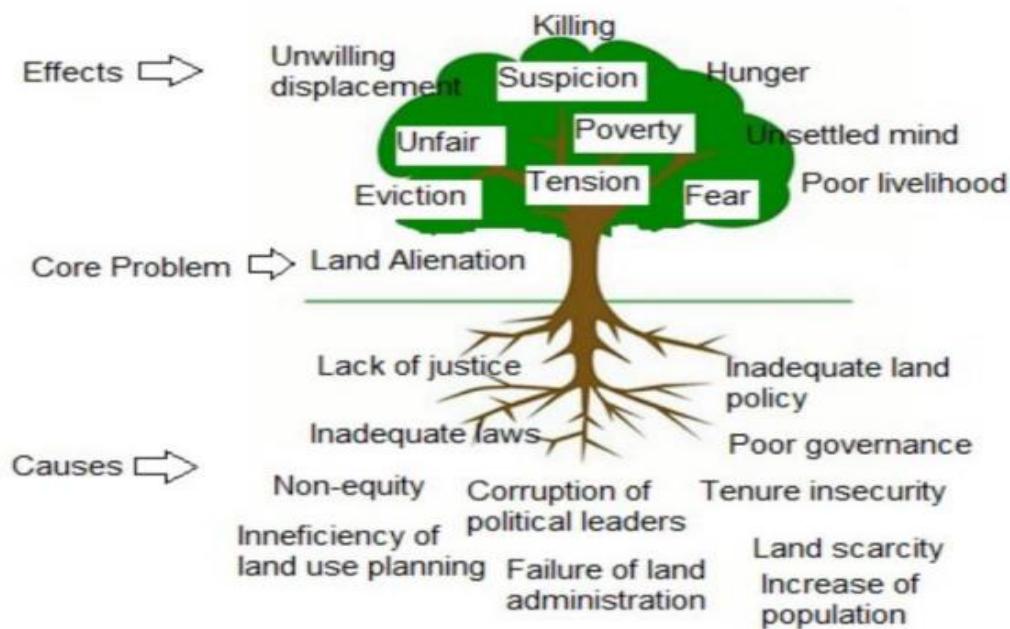 Killing
Effects
Unwilling
displacement
Suspicion
Hunger
Unfair
Poverty
Unsettled mind
Eviction
Tension
Fear
Poor livelihood
Core Problem
Land Alienation
Lack of justice
Inadequate land
policy
Inadequate laws
Poor governance
Causes
Non-equity
Corruption of
political leaders
Tenure insecurity
Inneficiency of
land use planning
Failure of land
administration
Land scarcity
Increase of
population